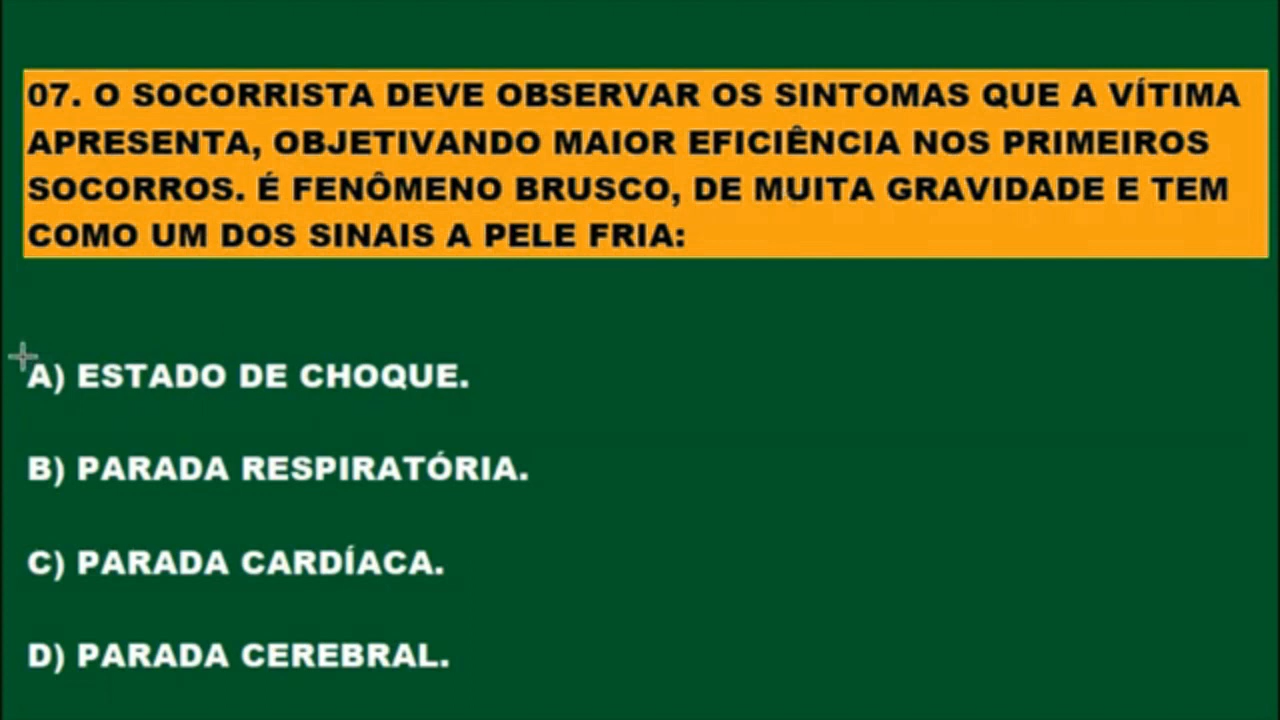 07. O SOCORRISTA DEVE OBSERVAR OS SINTOMAS QUE A VÍTIMA
APRESENTA, OBJETIVANDO MAIOR EFICIÊNCIA NOS PRIMEIROS
SOCORROS. É FENÔMENO BRUSCO, DE MUITA GRAVIDADE E TEM
COMO UM DOS SINAIS A PELE FRIA:
A) ESTADO DE CHOQUE.
B) PARADA RESPIRATÓRIA.
C) PARADA CARDÍACA.
D) PARADA CEREBRAL.